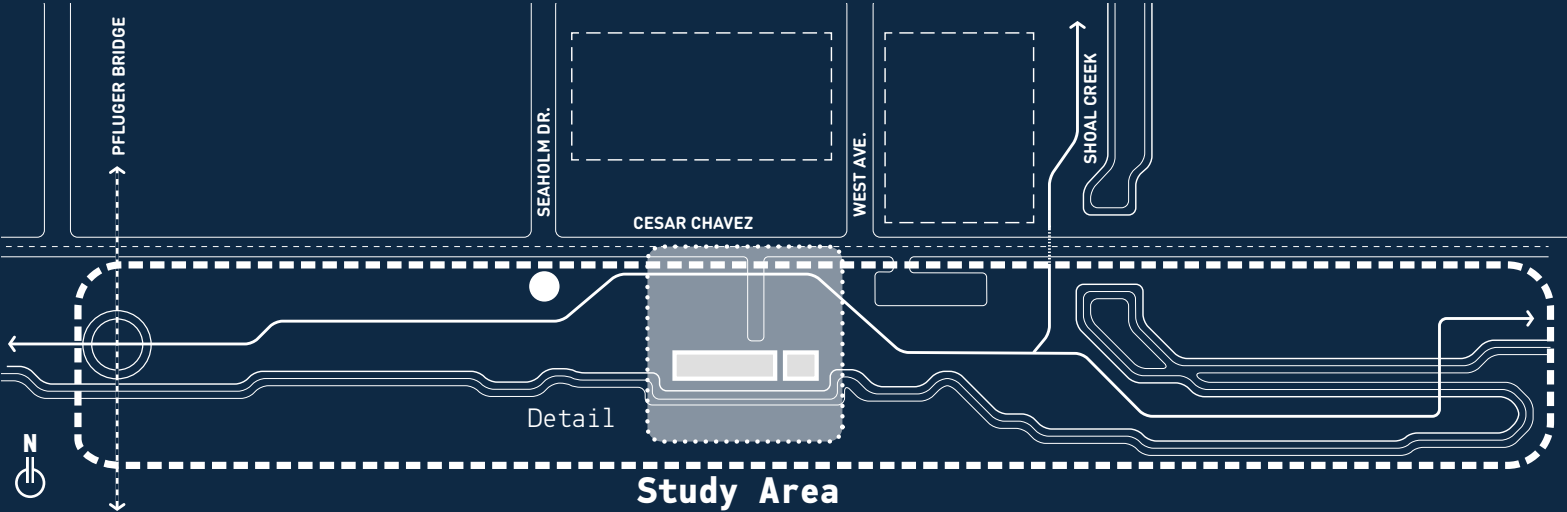 PFLUGER BRIDGE
SEAHOLM DR.
WEST AVE.
SHOAL CREEK
CESAR CHAVEZ
Detail
N
Study Area